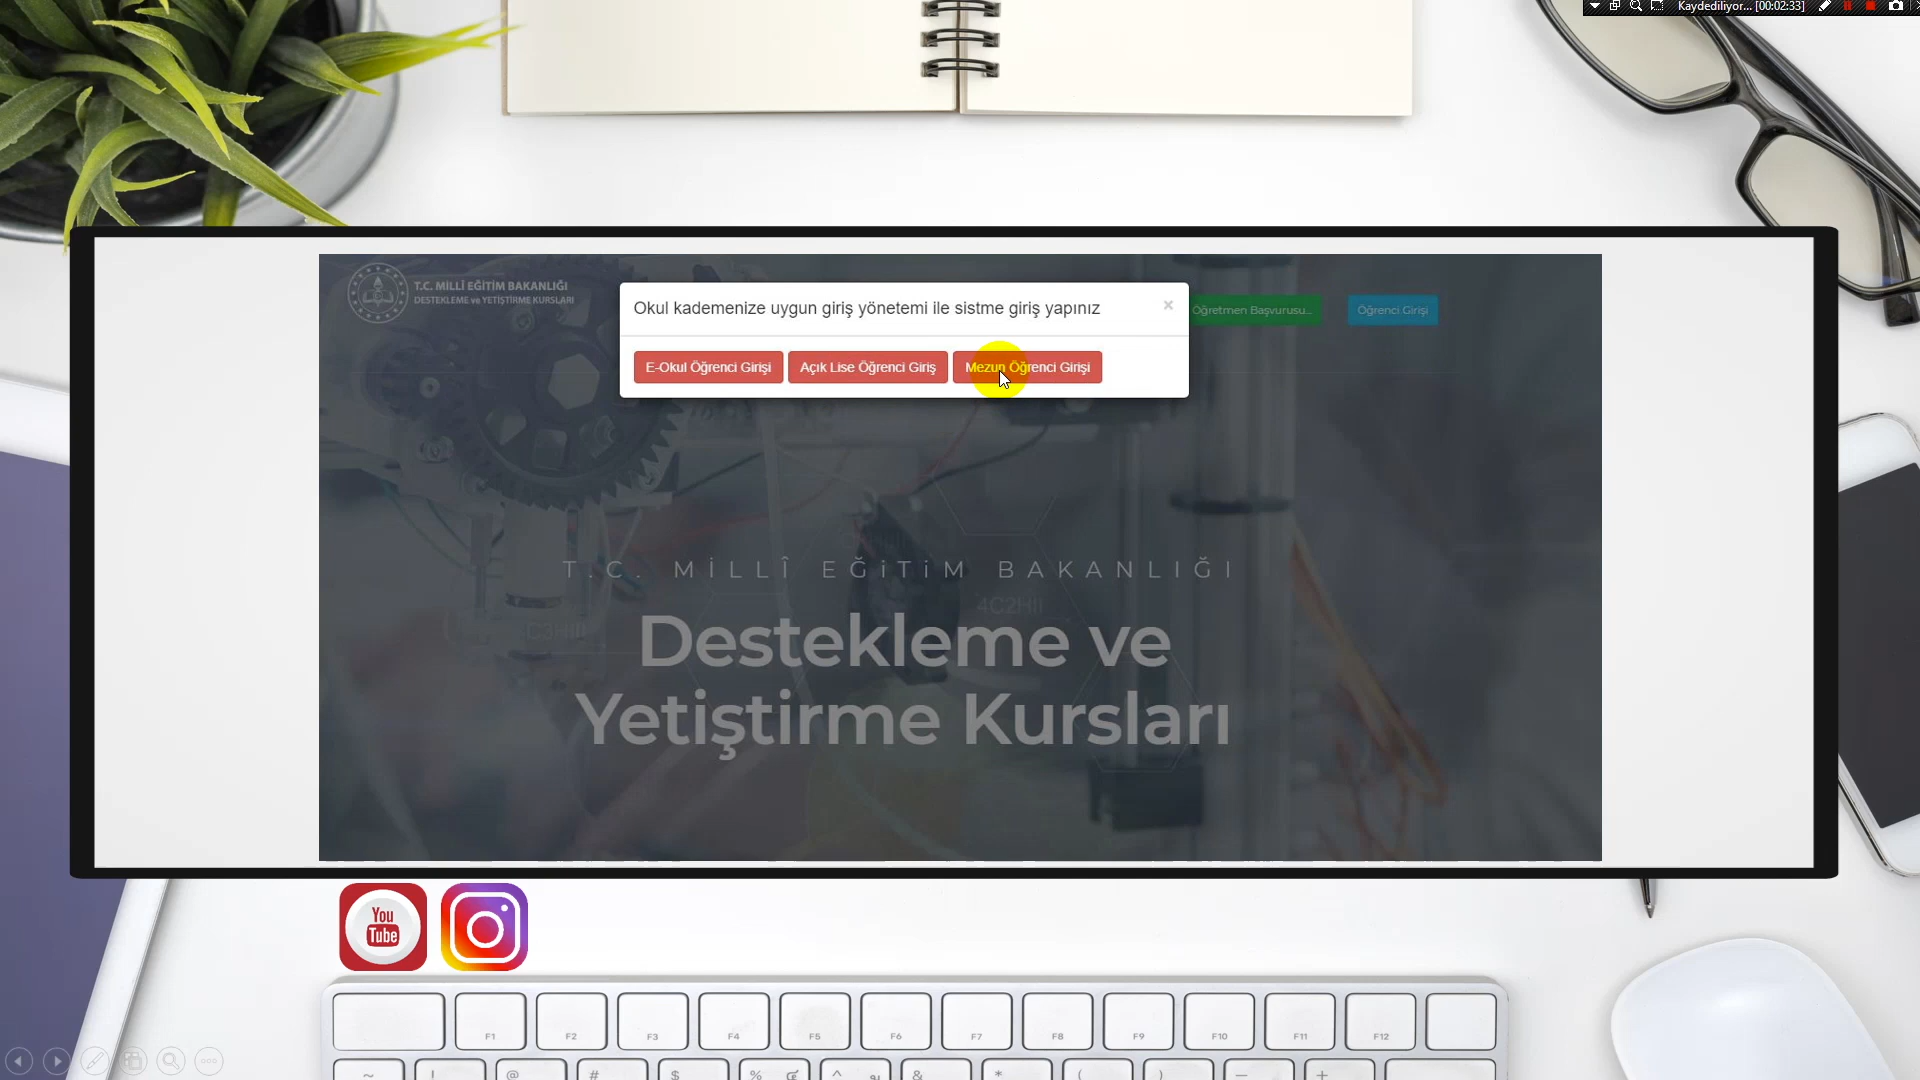 Kaydediliyor... [00:02:33]
T.C. MİLLÎ EĞİTİM BAKANLIĞI
DESTEKLEME ve YETİŞTİRME KURSLARI
Okul kademenize uygun giriş yönetemi ile sistme giriş yapınız
×
Öğretmen Başvurusu...
Öğrenci Girişi
E-Okul Öğrenci Girişi
Açık Lise Öğrenci Giriş
Mezun Öğrenci Girişi
T.C. MİLLÎ EĞİTİM BAKANLIĞI
4C2HII
C3HIII
Destekleme ve
Yetiştirme Kursları
You
Tube
F1 F2 F3 F4 F5 F6 F7 F8 F9 F10 F11 F12
~ ! @ # $ % ^ & * ( ) — +